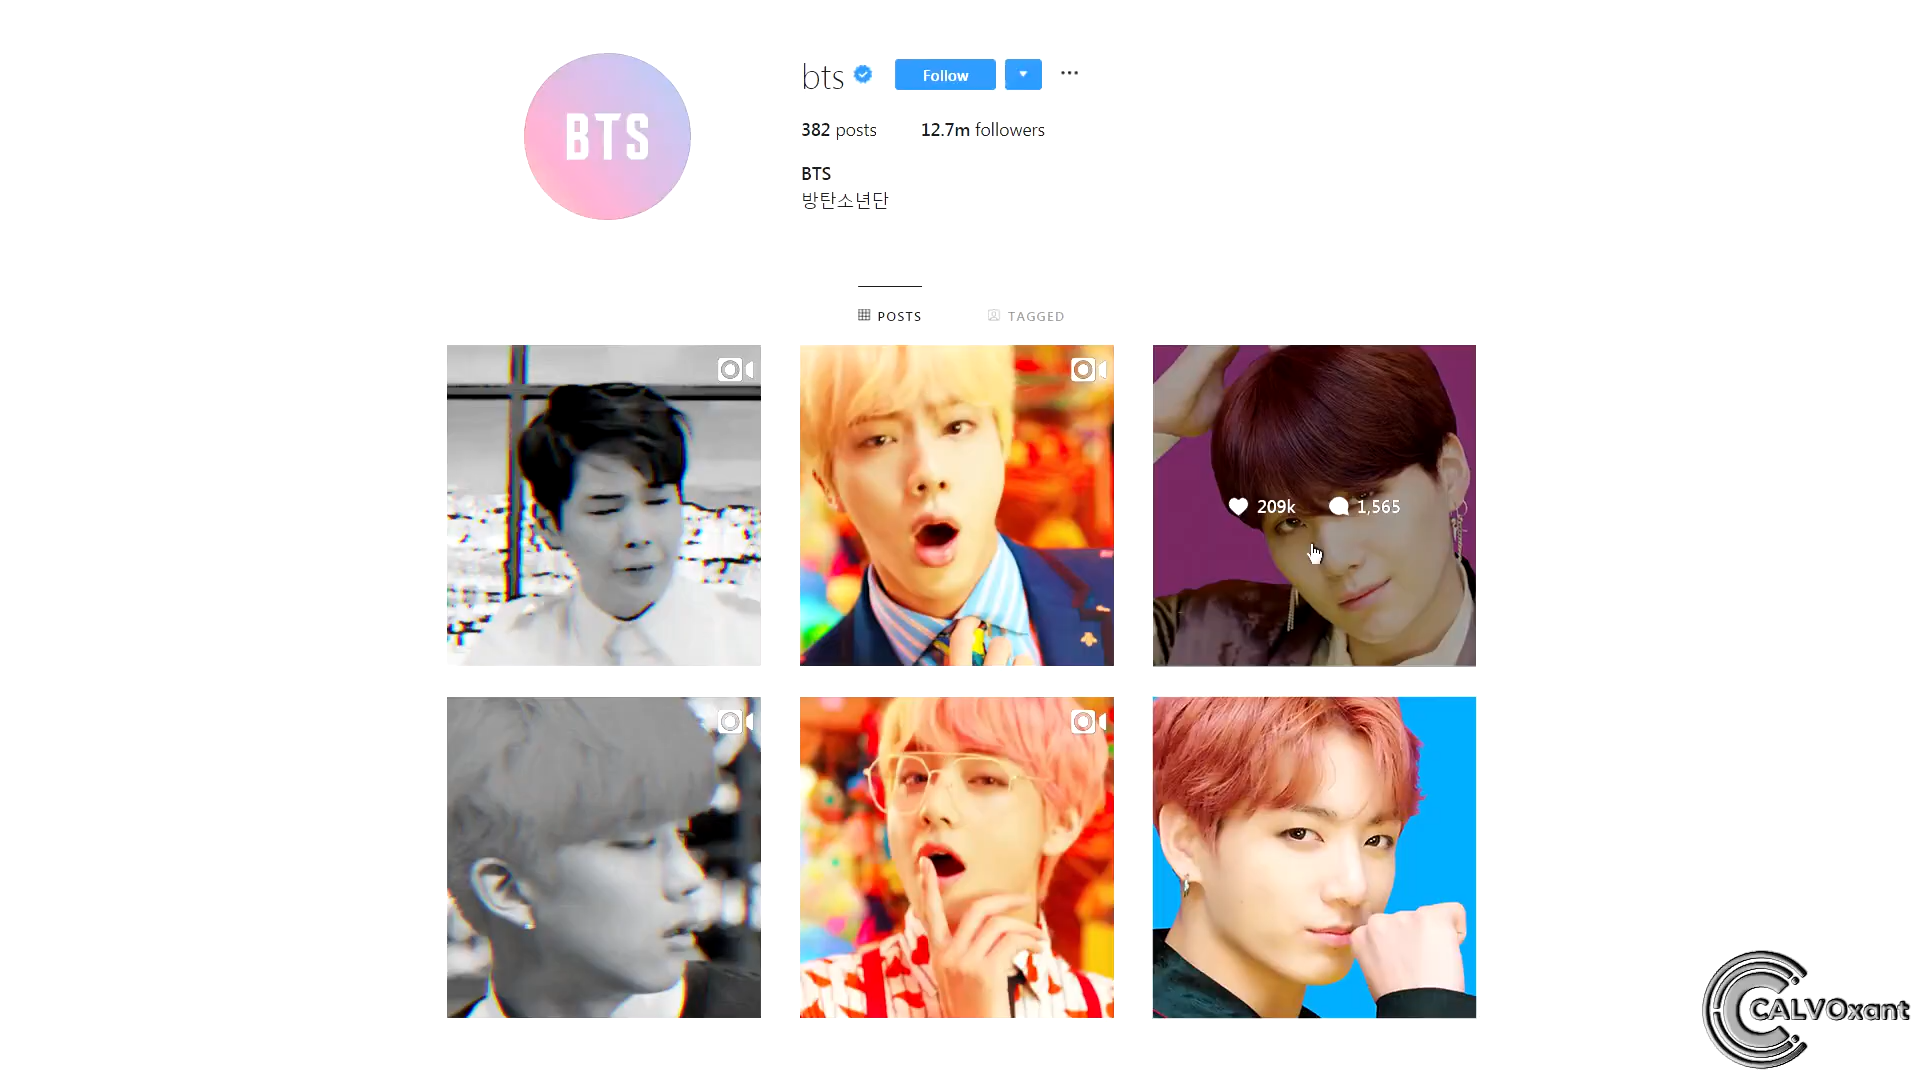 BTS
bts Follow
382 posts 12.7m followers
BTS
방탄소년단
POSTS TAGGED
209k 1,565
CALVOxant